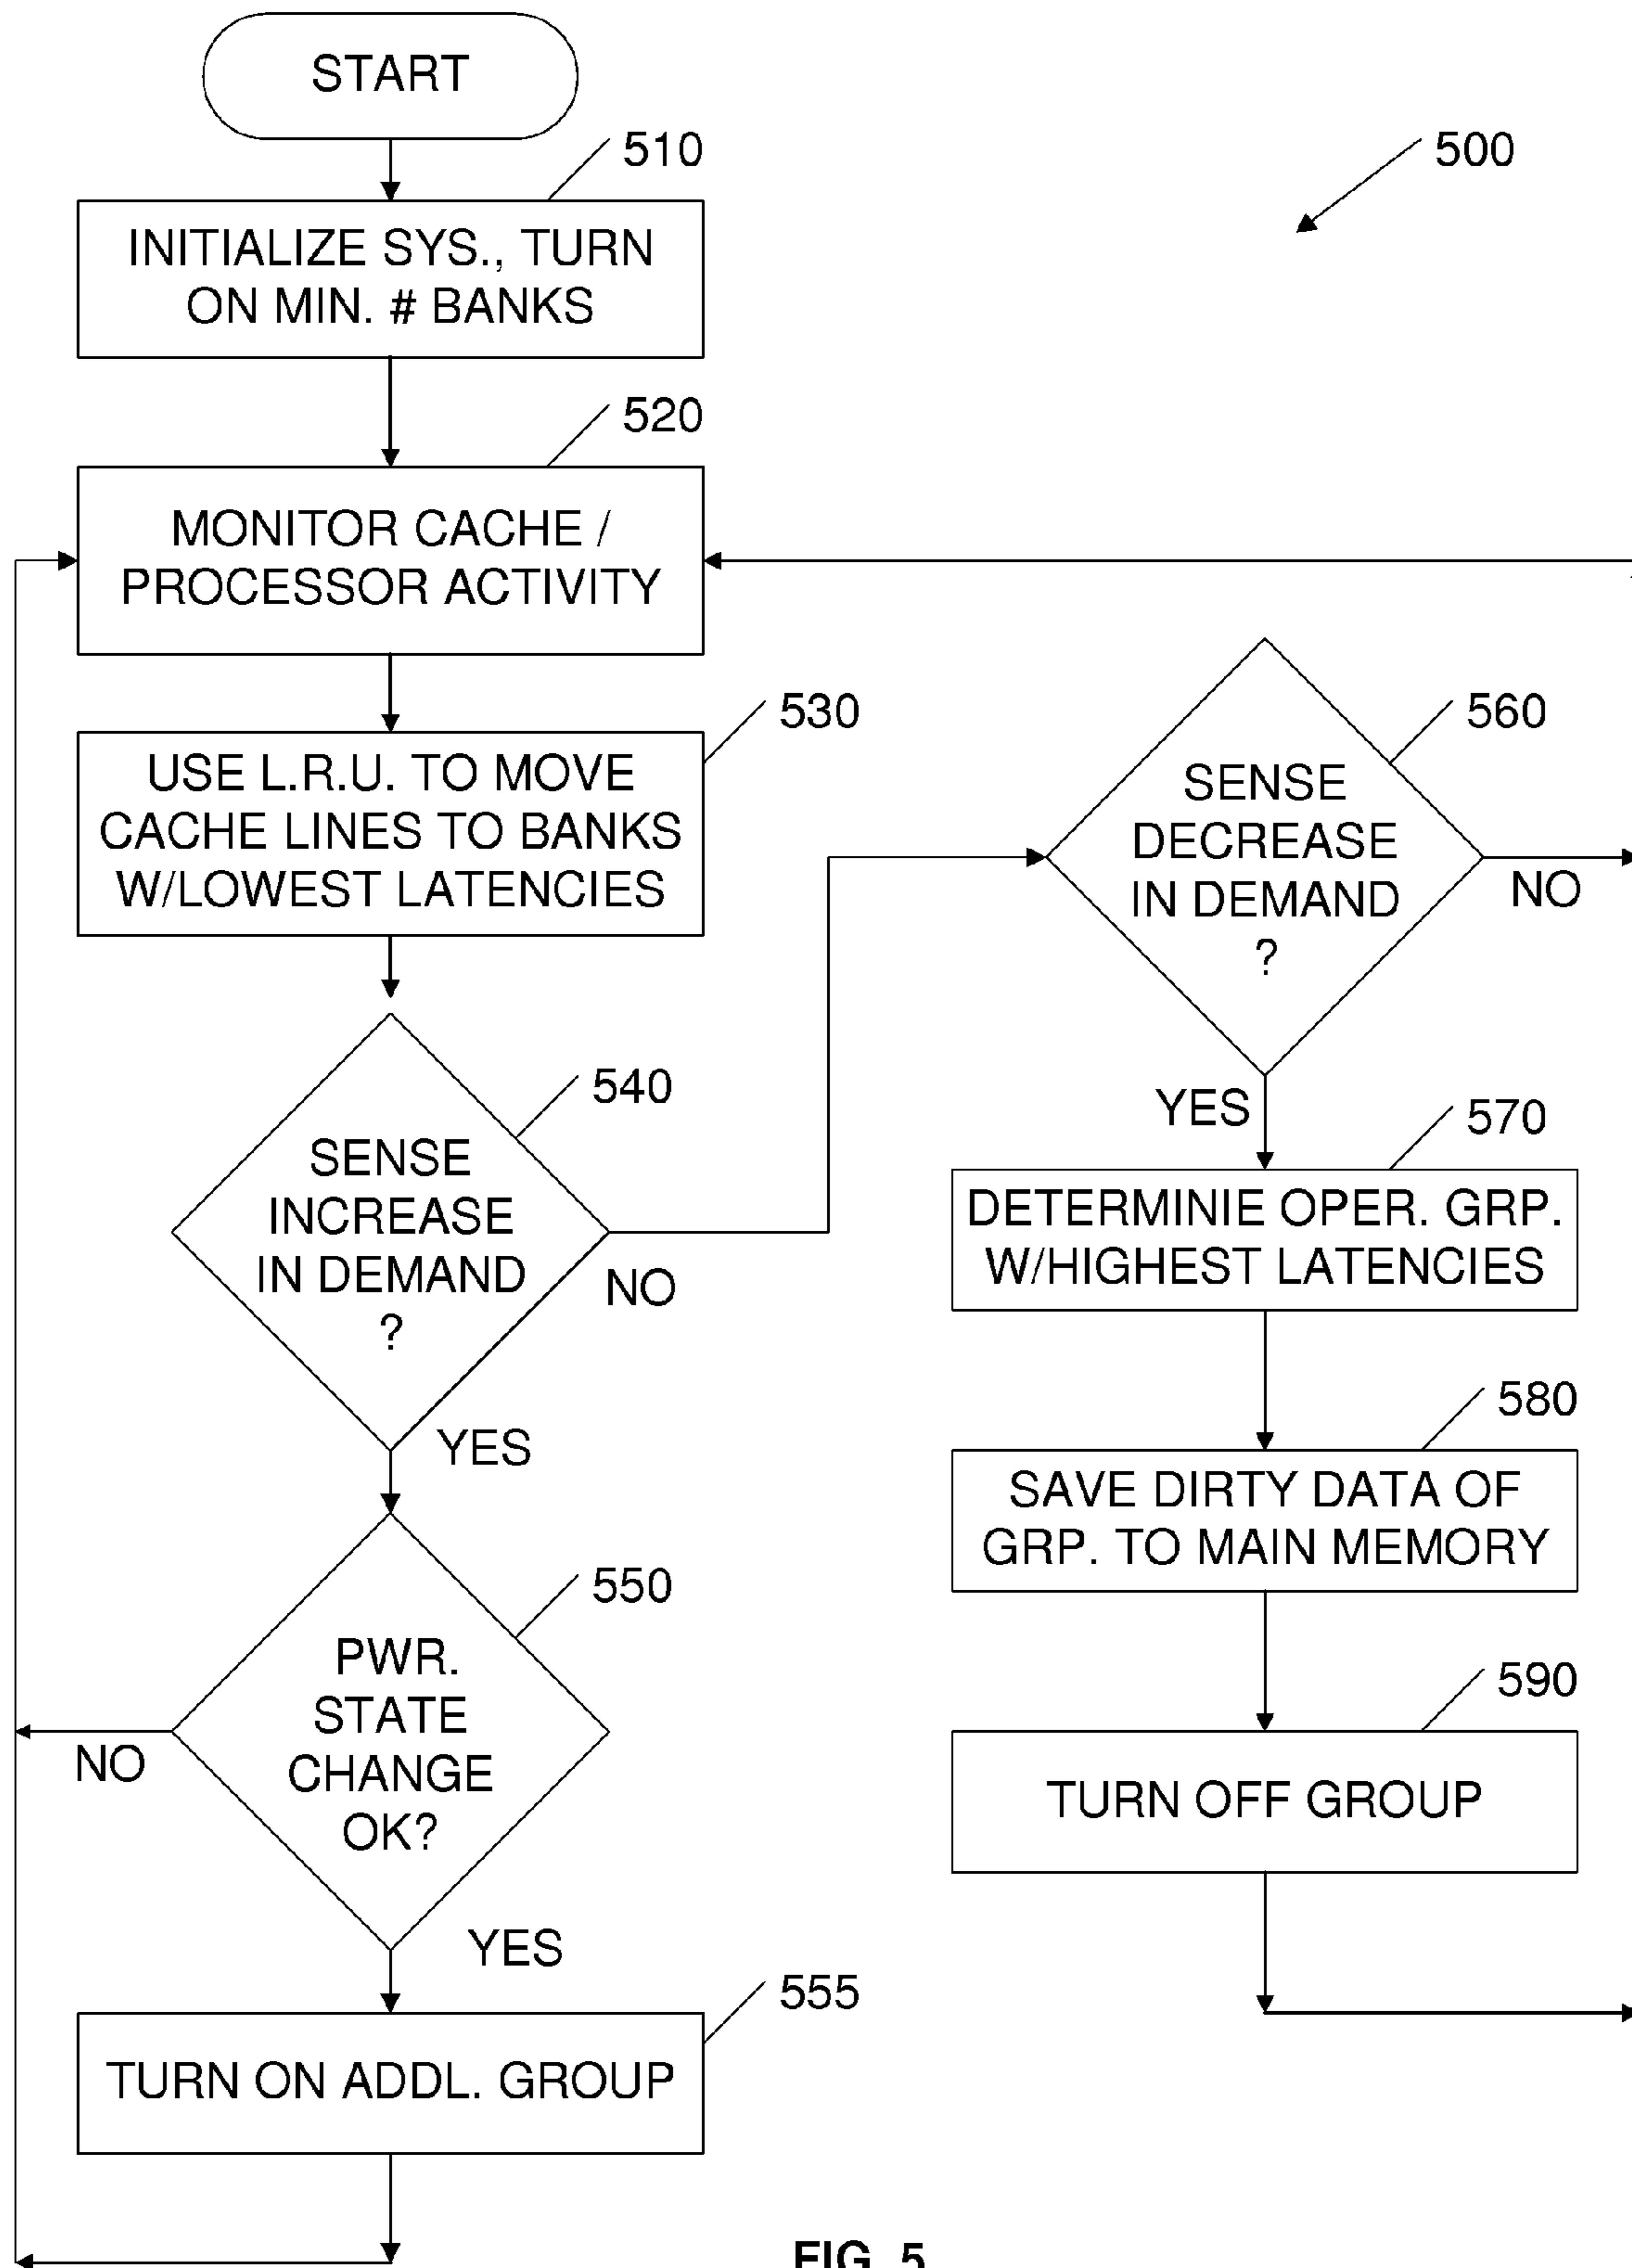 START
510
500
INITIALIZE SYS., TURN
ON MIN. # BANKS
520
MONITOR CACHE /
PROCESSOR ACTIVITY
530
USE L.R.U. TO MOVE
CACHE LINES TO BANKS
W/LOWEST LATENCIES
540
SENSE
INCREASE
IN DEMAND
?
NO
YES
550
PWR.
STATE
CHANGE
OK?
NO
YES
555
TURN ON ADDL. GROUP
560
SENSE
DECREASE
IN DEMAND
?
NO
YES
570
DETERMINIE OPER. GRP.
W/HIGHEST LATENCIES
580
SAVE DIRTY DATA OF
GRP. TO MAIN MEMORY
590
TURN OFF GROUP
FIG. 5